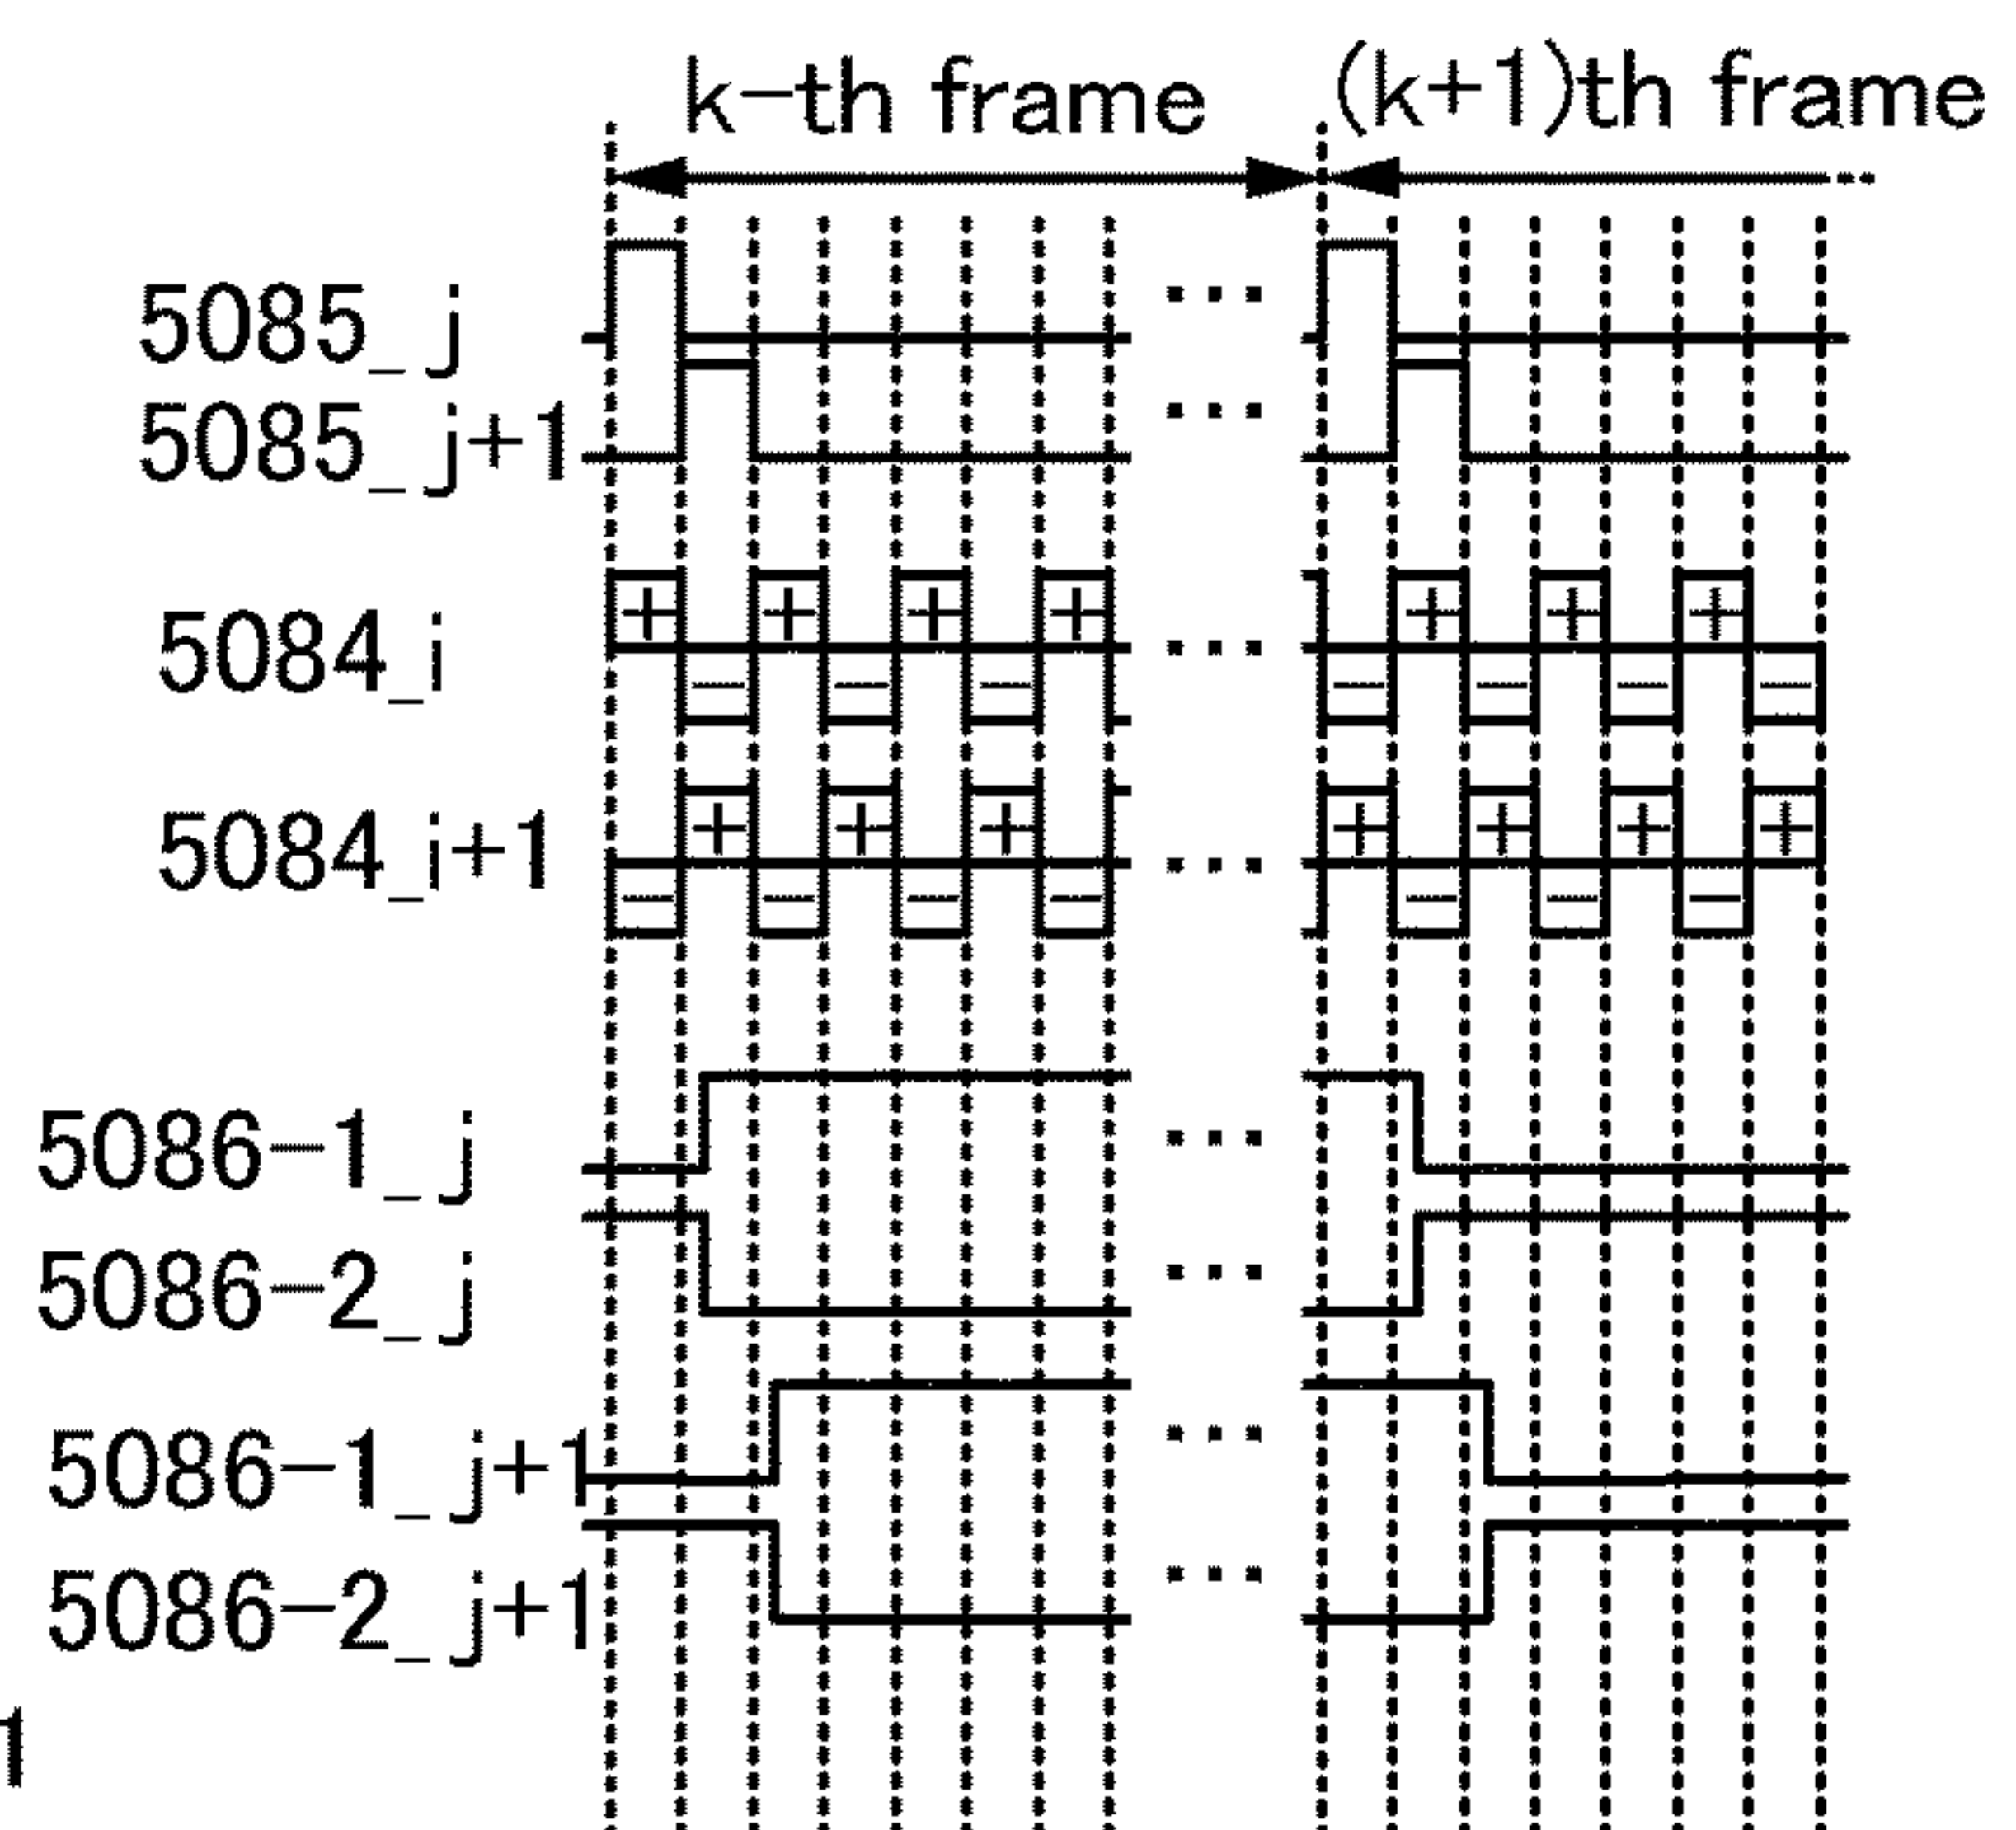 k-th frame (k+1)th frame
5085_j
5085_j+1
5084_i
+ + + + + + +
− − − − − − −
5084_i+1
+ + + + + + +
− − − − − − −
5086-1_j
5086-2_j
5086-1_j+1
5086-2_j+1
1